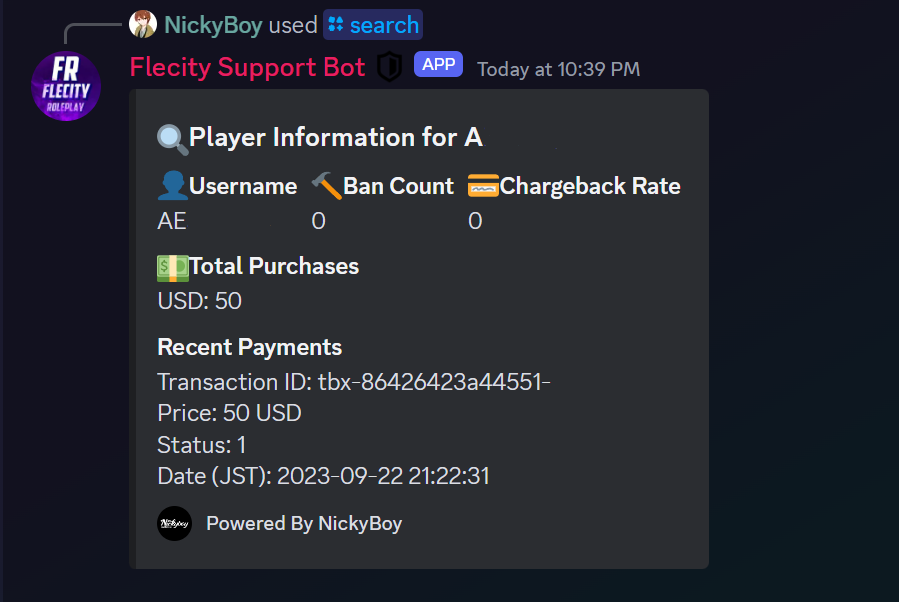 NickyBoy used search
FR
FLECITY
ROLEPLAY
Flecity Support Bot APP Today at 10:39 PM
Player Information for A
Username Ban Count Chargeback Rate
AE 0 0
Total Purchases
USD: 50
Recent Payments
Transaction ID: tbx-86426423a44551-
Price: 50 USD
Status: 1
Date (JST): 2023-09-22 21:22:31
Nickyboy
Powered By NickyBoy